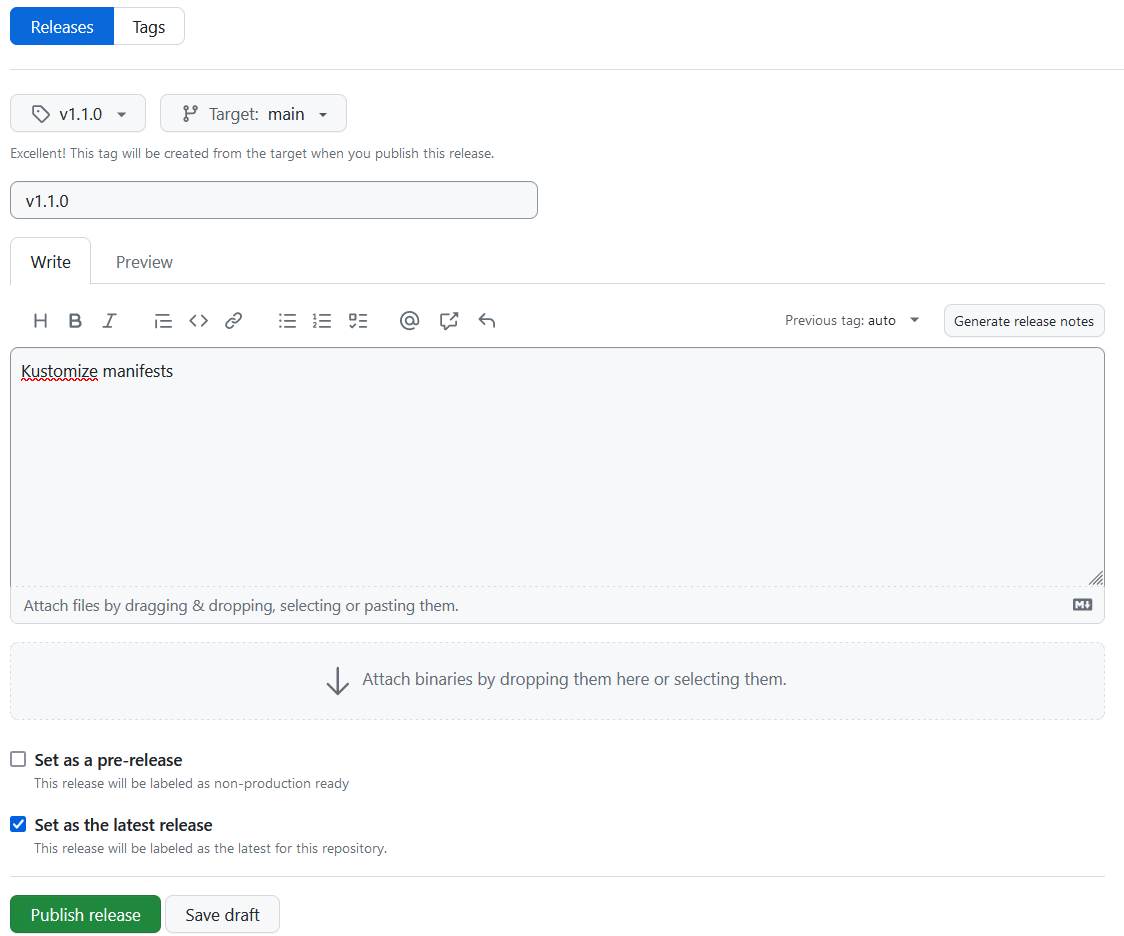 Releases Tags
v1.1.0 Target: main
Excellent! This tag will be created from the target when you publish this release.
v1.1.0
Write Preview
Previous tag: auto Generate release notes
Kustomize manifests
Attach files by dragging & dropping, selecting or pasting them.
Attach binaries by dropping them here or selecting them.
Set as a pre-release
This release will be labeled as non-production ready
Set as the latest release
This release will be labeled as the latest for this repository.
Publish release Save draft